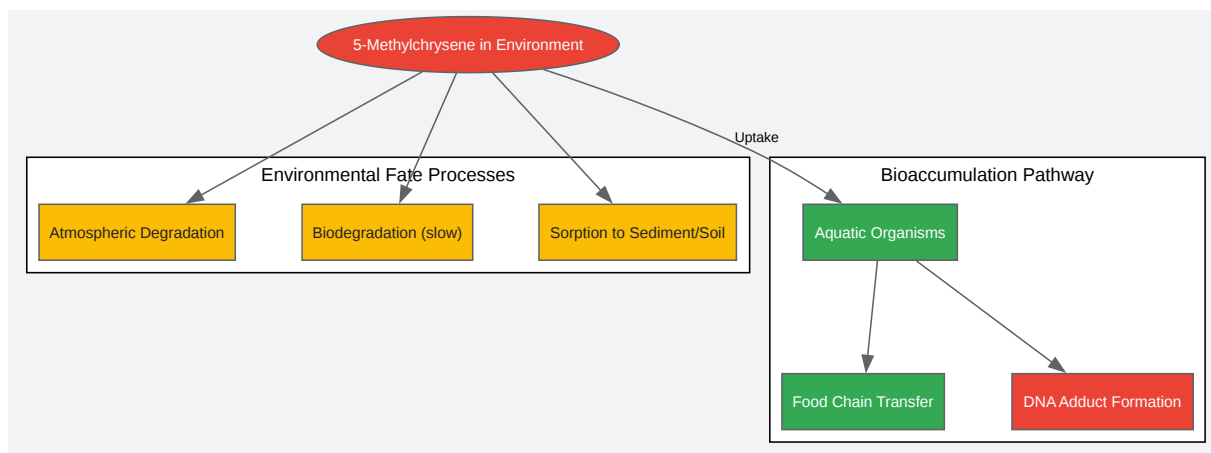 5-Methylchrysene in Environment
Uptake
Environmental Fate Processes
Bioaccumulation Pathway
Atmospheric Degradation
Biodegradation (slow)
Sorption to Sediment/Soil
Aquatic Organisms
Food Chain Transfer
DNA Adduct Formation